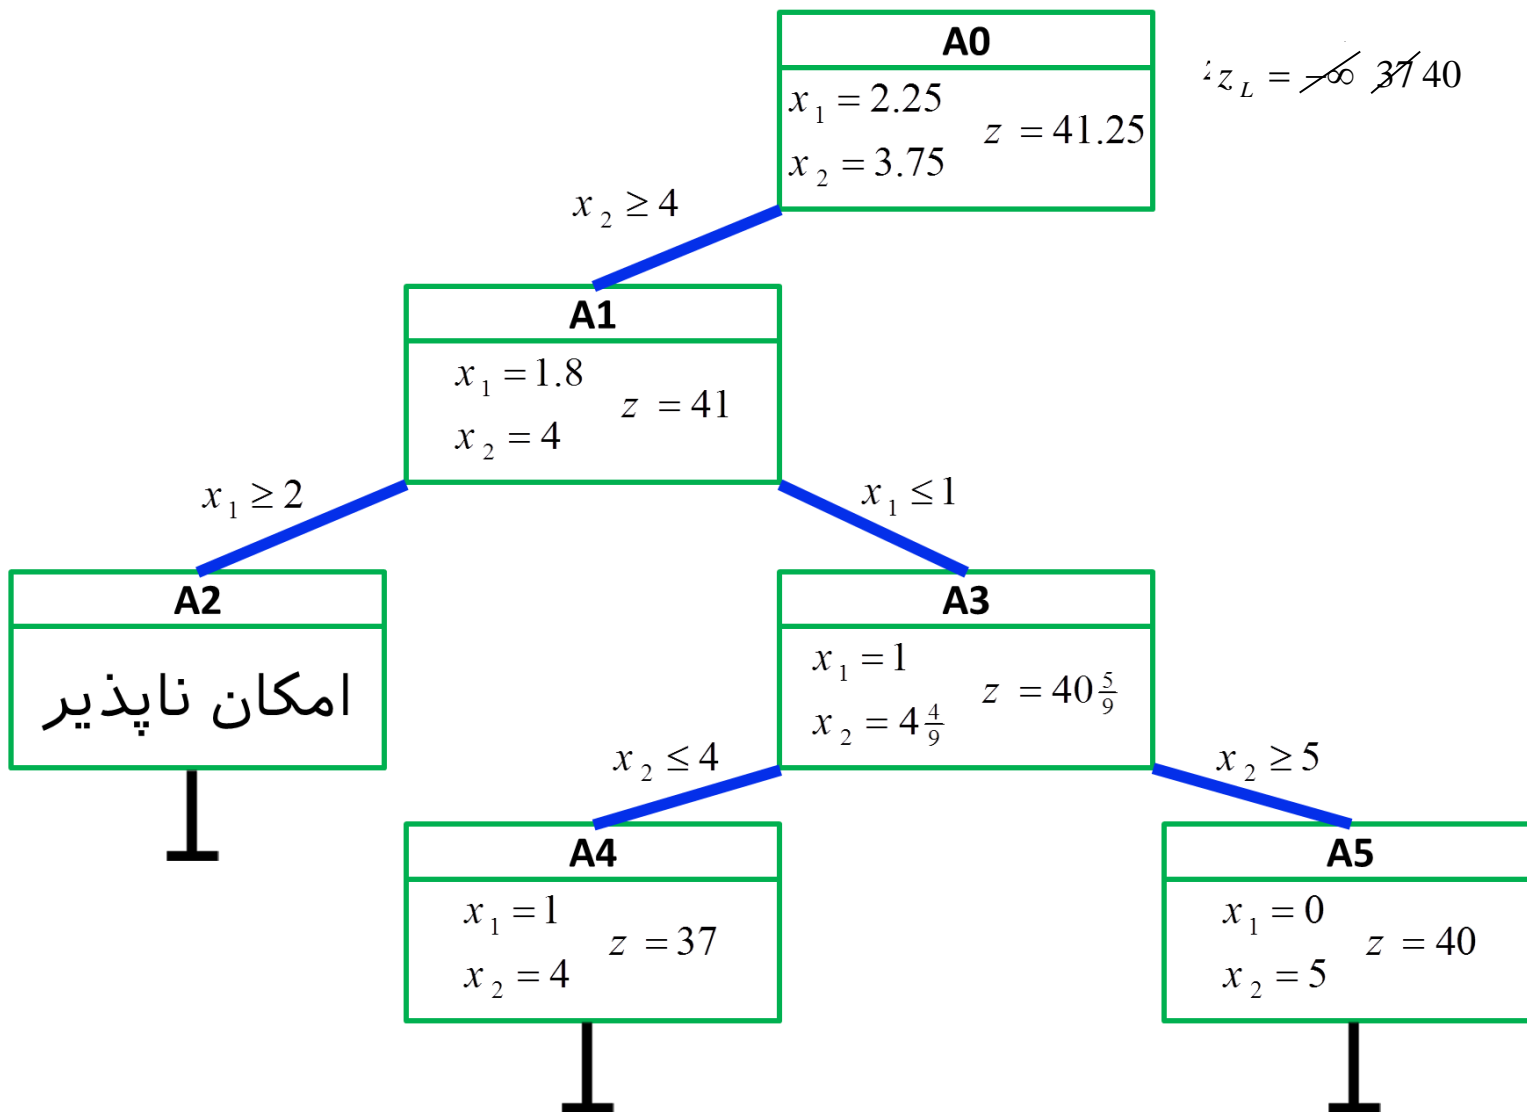 A0
x₁ = 2.25
x₂ = 3.75
z = 41.25
z_L = −∞ 37 40
x₂ ≥ 4
A1
x₁ = 1.8
x₂ = 4
z = 41
x₁ ≥ 2
x₁ ≤ 1
A2
امکان ناپذیر
A3
x₁ = 1
x₂ = 4 4/9
z = 40 5/9
x₂ ≤ 4
x₂ ≥ 5
A4
x₁ = 1
x₂ = 4
z = 37
A5
x₁ = 0
x₂ = 5
z = 40